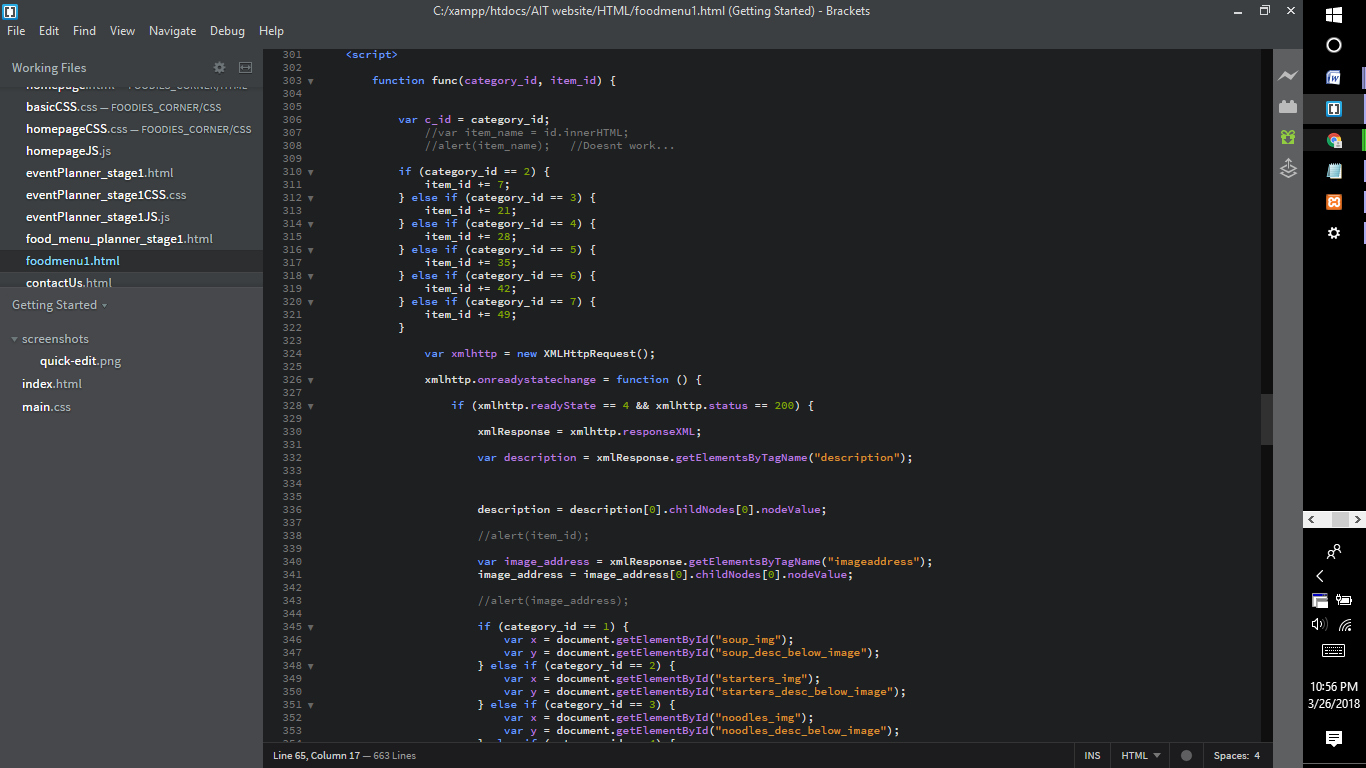 C:/xampp/htdocs/AIT website/HTML/foodmenu1.html (Getting Started) - Brackets
File Edit Find View Navigate Debug Help
Working Files
homepage.html — FOODIES_CORNER/HTML
basicCSS.css — FOODIES_CORNER/CSS
homepageCSS.css — FOODIES_CORNER/CSS
homepageJS.js
eventPlanner_stage1.html
eventPlanner_stage1CSS.css
eventPlanner_stage1JS.js
food_menu_planner_stage1.html
foodmenu1.html
contactUs.html
Getting Started
screenshots
quick-edit.png
index.html
main.css
301 <script>
302
303 function func(category_id, item_id) {
304
305
306 var c_id = category_id;
307 //var item_name = id.innerHTML;
308 //alert(item_name); //Doesnt work...
309
310 if (category_id == 2) {
311 item_id += 7;
312 } else if (category_id == 3) {
313 item_id += 21;
314 } else if (category_id == 4) {
315 item_id += 28;
316 } else if (category_id == 5) {
317 item_id += 35;
318 } else if (category_id == 6) {
319 item_id += 42;
320 } else if (category_id == 7) {
321 item_id += 49;
322 }
323
324 var xmlhttp = new XMLHttpRequest();
325
326 xmlhttp.onreadystatechange = function () {
327
328 if (xmlhttp.readyState == 4 && xmlhttp.status == 200) {
329
330 xmlResponse = xmlhttp.responseXML;
331
332 var description = xmlResponse.getElementsByTagName("description");
333
334
335
336 description = description[0].childNodes[0].nodeValue;
337
338 //alert(item_id);
339
340 var image_address = xmlResponse.getElementsByTagName("imageaddress");
341 image_address = image_address[0].childNodes[0].nodeValue;
342
343 //alert(image_address);
344
345 if (category_id == 1) {
346 var x = document.getElementById("soup_img");
347 var y = document.getElementById("soup_desc_below_image");
348 } else if (category_id == 2) {
349 var x = document.getElementById("starters_img");
350 var y = document.getElementById("starters_desc_below_image");
351 } else if (category_id == 3) {
352 var x = document.getElementById("noodles_img");
353 var y = document.getElementById("noodles_desc_below_image");
Line 65, Column 17 — 663 Lines
INS HTML Spaces: 4
10:56 PM
3/26/2018